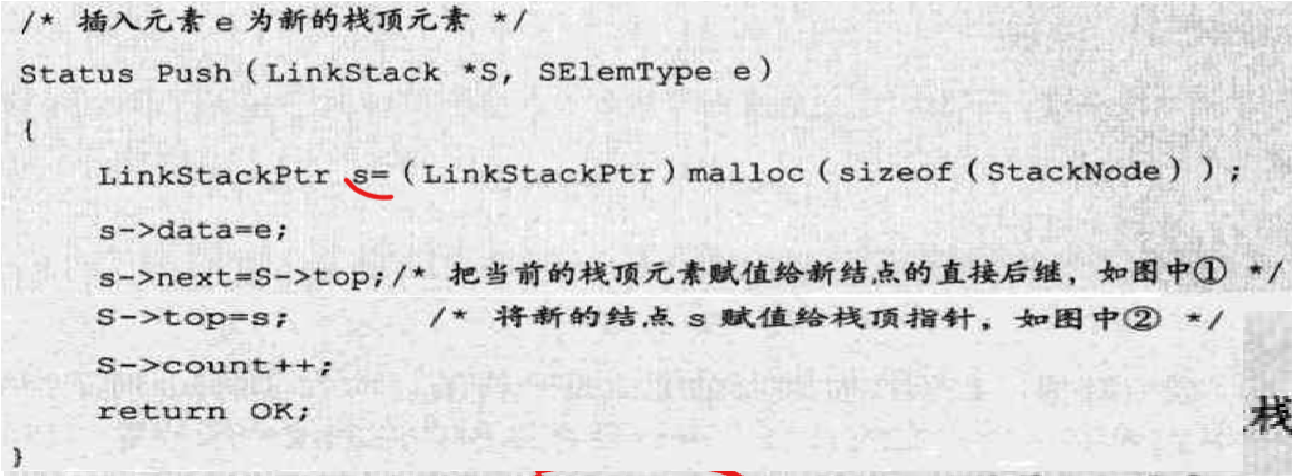 /* 插入元素 e 为新的栈顶元素 */
Status Push(LinkStack *S, SElemType e)
{
LinkStackPtr s=(LinkStackPtr)malloc(sizeof(StackNode));
s->data=e;
s->next=S->top;/* 把当前的栈顶元素赋值给新结点的直接后继，如图中① */
S->top=s; /* 将新的结点 s 赋值给栈顶指针，如图中② */
S->count++;
return OK;
栈
}